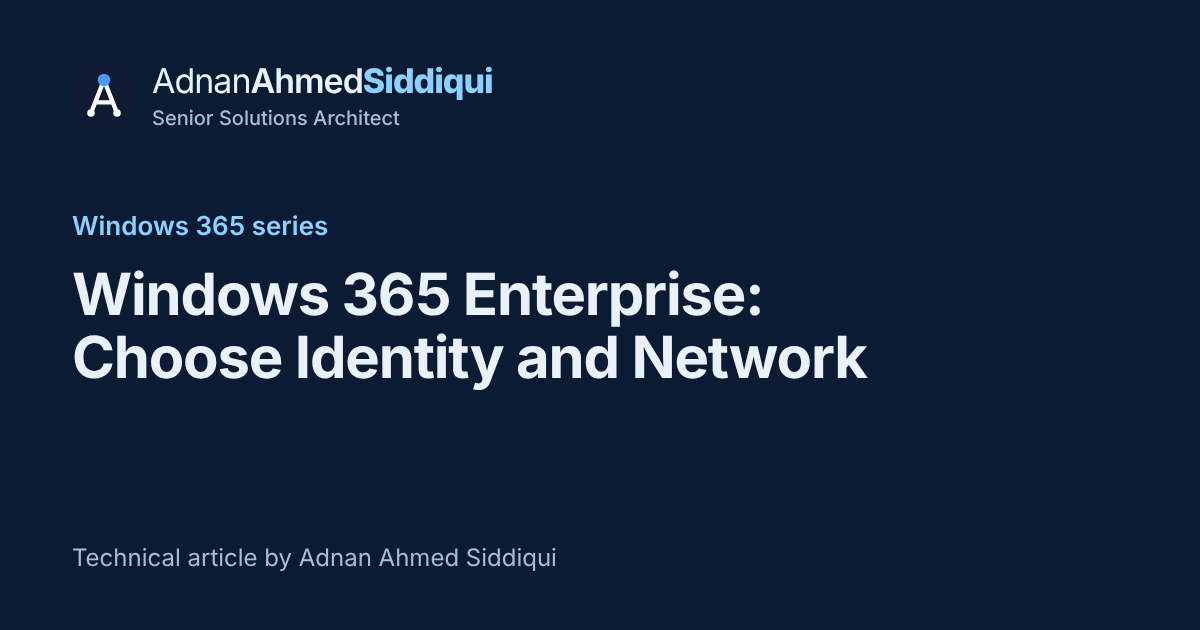 AdnanAhmedSiddiqui
Senior Solutions Architect
Windows 365 series
Windows 365 Enterprise:
Choose Identity and Network
Technical article by Adnan Ahmed Siddiqui